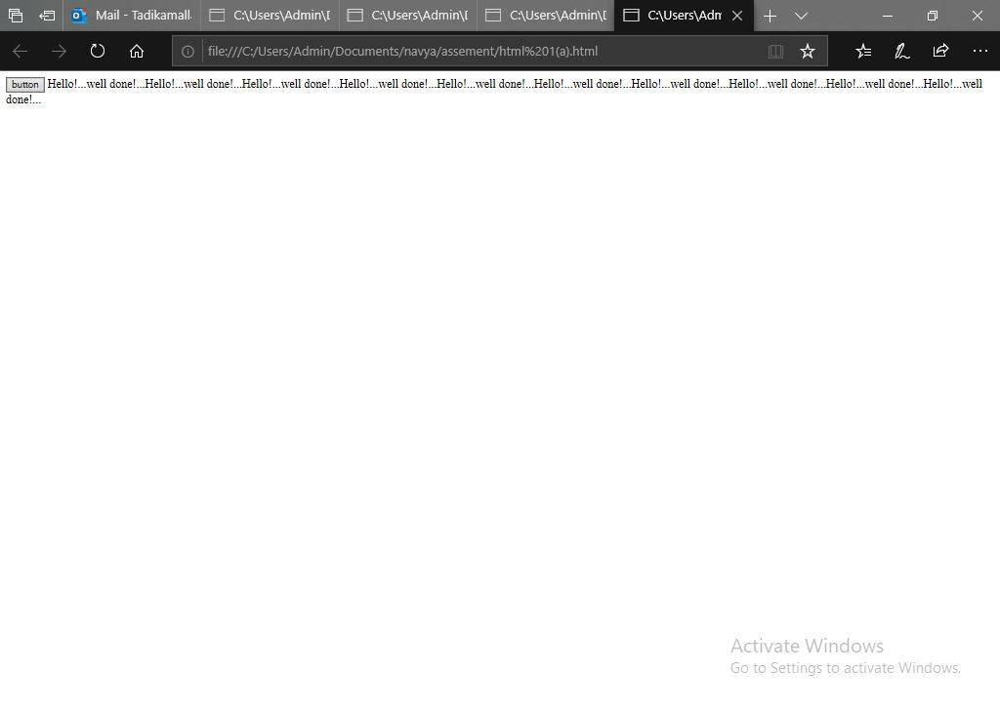 Mail - Tadikamall
C:\Users\Admin\D
C:\Users\Admin\D
C:\Users\Admin\D
C:\Users\Adm
file:///C:/Users/Admin/Documents/navya/assement/html%201(a).html
button Hello!...well done!...Hello!...well done!...Hello!...well done!...Hello!...well done!...Hello!...well done!...Hello!...well done!...Hello!...well done!...Hello!...well done!...Hello!...well done!...Hello!...well
done!...
Activate Windows
Go to Settings to activate Windows.